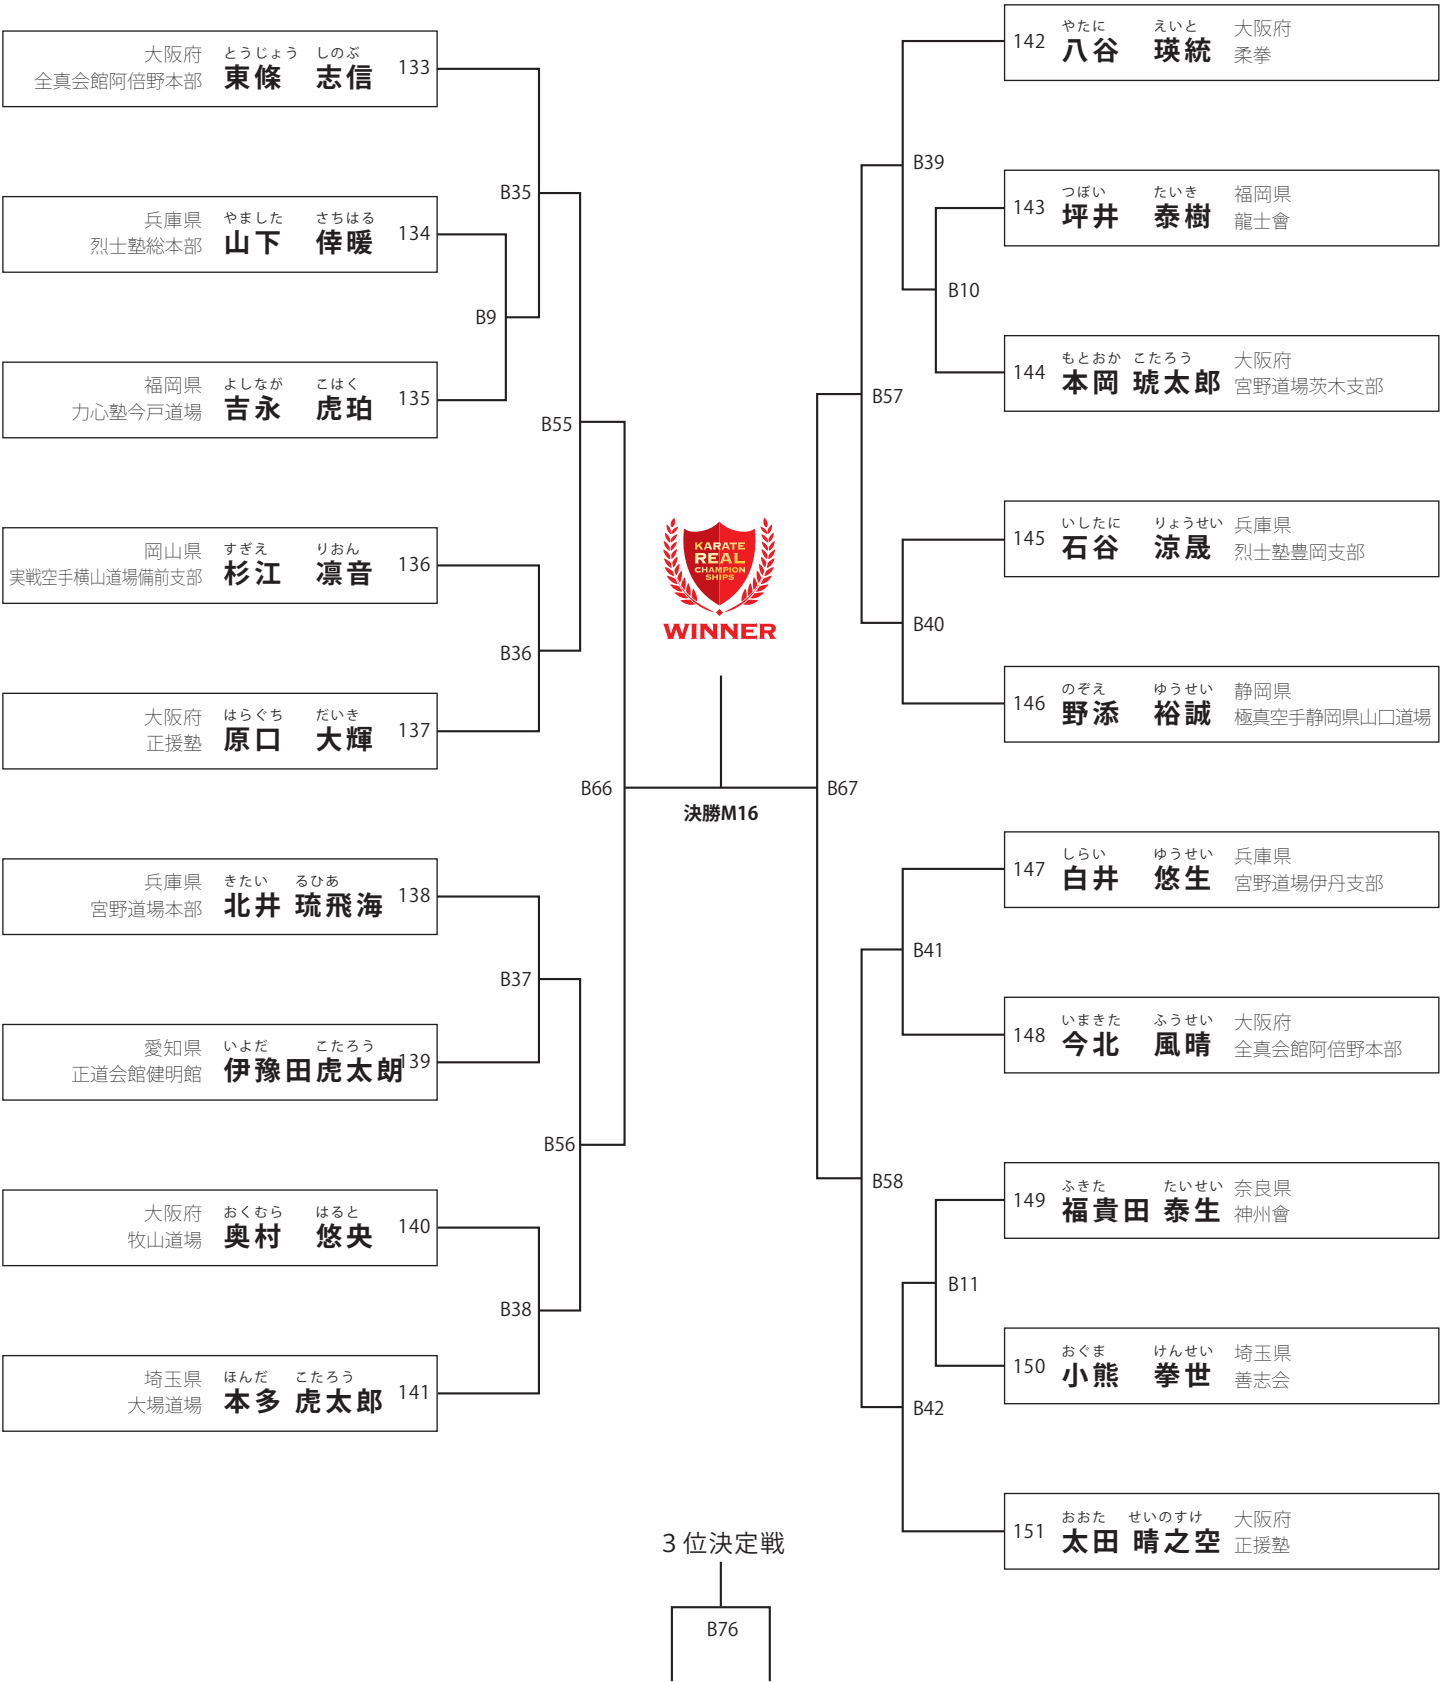 大阪府
全真会館阿倍野本部
とうじょう しのぶ
東條 志信
133
兵庫県
烈士塾総本部
やました さちはる
山下 倖暖
134
福岡県
力心塾今戸道場
よしなが こはく
吉永 虎珀
135
岡山県
実戦空手横山道場備前支部
すぎえ りおん
杉江 凛音
136
大阪府
正援塾
はらぐち だいき
原口 大輝
137
兵庫県
宮野道場本部
きたい るひあ
北井 琉飛海
138
愛知県
正道会館健明館
いよだ こたろう
伊豫田虎太朗
139
大阪府
牧山道場
おくむら はると
奥村 悠央
140
埼玉県
大場道場
ほんだ こたろう
本多 虎太郎
141
B35
B9
B55
B36
B66
B37
B56
B38
KARATE
REAL
CHAMPION
SHIPS
WINNER
決勝M16
B39
B10
B57
B40
B67
B41
B58
B11
B42
142
やたに えいと
八谷 瑛統
大阪府
柔拳
143
つぼい たいき
坪井 泰樹
福岡県
龍士會
144
もとおか こたろう
本岡 琥太郎
大阪府
宮野道場茨木支部
145
いしたに りょうせい
石谷 涼晟
兵庫県
烈士塾豊岡支部
146
のぞえ ゆうせい
野添 裕誠
静岡県
極真空手静岡県山口道場
147
しらい ゆうせい
白井 悠生
兵庫県
宮野道場伊丹支部
148
いまきた ふうせい
今北 風晴
大阪府
全真会館阿倍野本部
149
ふきた たいせい
福貴田 泰生
奈良県
神州會
150
おぐま けんせい
小熊 拳世
埼玉県
善志会
151
おおた せいのすけ
太田 晴之空
大阪府
正援塾
3 位決定戦
B76